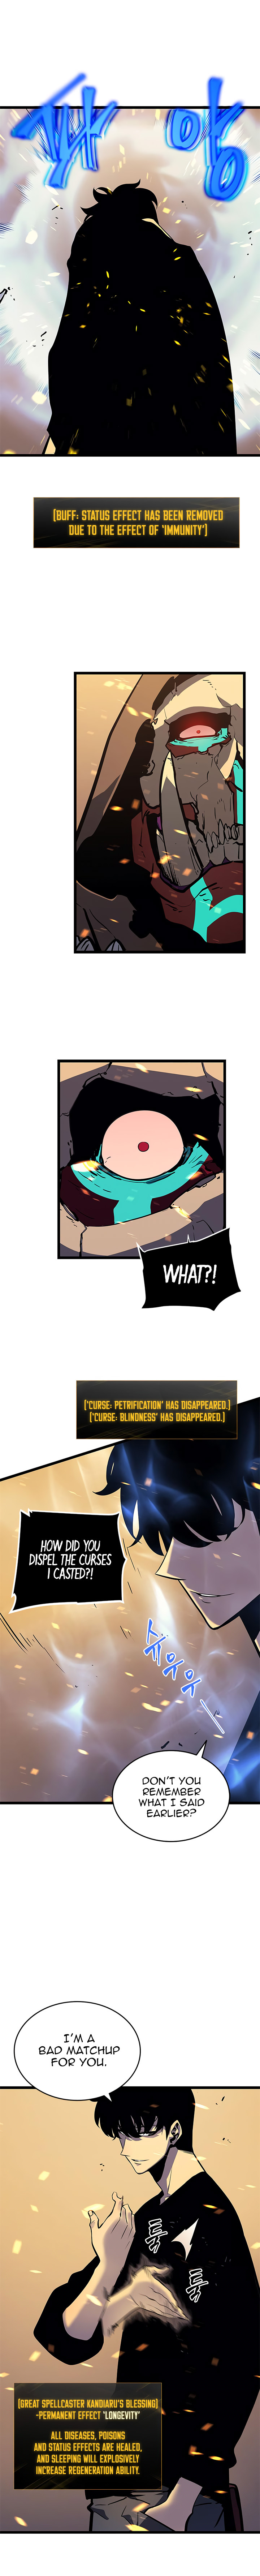 파앙
[BUFF: STATUS EFFECT HAS BEEN REMOVED
DUE TO THE EFFECT OF 'IMMUNITY']
WHAT?!
['CURSE: PETRIFICATION' HAS DISAPPEARED.]
['CURSE: BLINDNESS' HAS DISAPPEARED.]
HOW DID YOU
DISPEL THE CURSES
I CASTED?!
슈우우
DON'T YOU
REMEMBER
WHAT I SAID
EARLIER?
I'M A
BAD MATCHUP
FOR YOU.
툭
툭
[GREAT SPELLCASTER KANDIARU'S BLESSING]
-PERMANENT EFFECT 'LONGEVITY'
ALL DISEASES, POISONS
AND STATUS EFFECTS ARE HEALED,
AND SLEEPING WILL EXPLOSIVELY
INCREASE REGENERATION ABILITY.